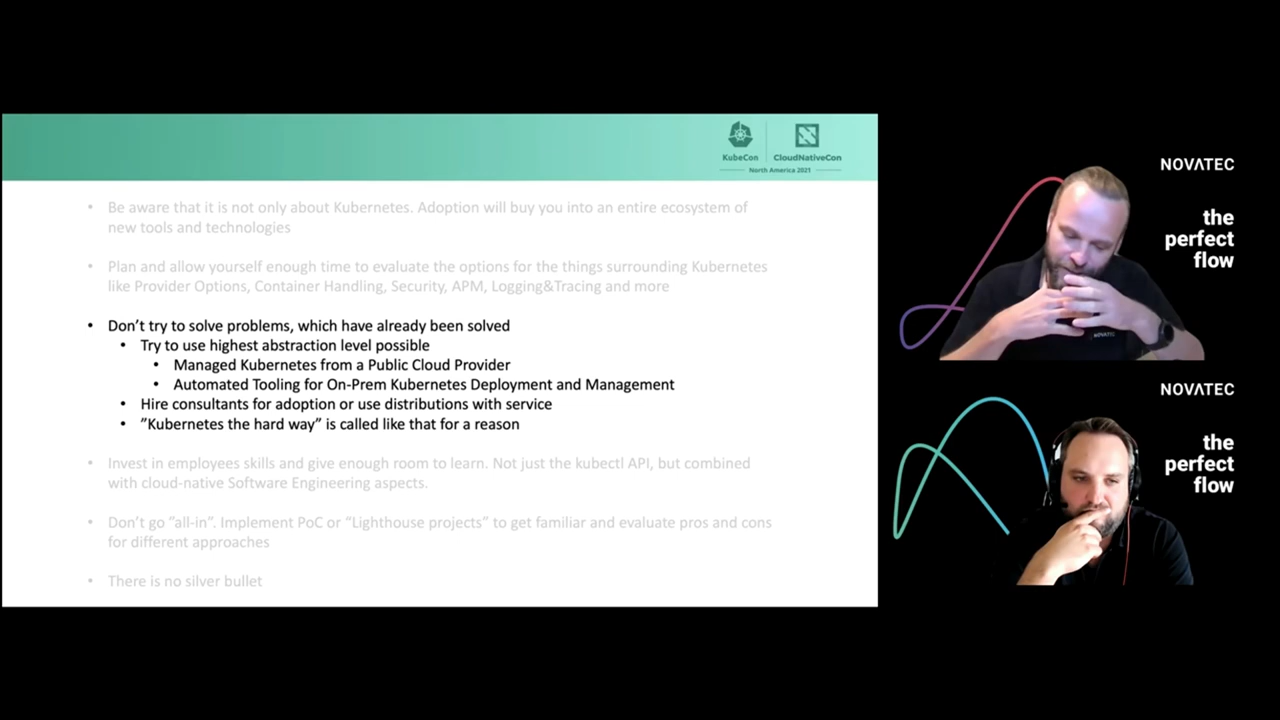 KubeCon
CloudNativeCon
North America 2021
• Be aware that it is not only about Kubernetes. Adoption will buy you into an entire ecosystem of
new tools and technologies
• Plan and allow yourself enough time to evaluate the options for the things surrounding Kubernetes
like Provider Options, Container Handling, Security, APM, Logging&Tracing and more
• Don’t try to solve problems, which have already been solved
• Try to use highest abstraction level possible
• Managed Kubernetes from a Public Cloud Provider
• Automated Tooling for On-Prem Kubernetes Deployment and Management
• Hire consultants for adoption or use distributions with service
• ”Kubernetes the hard way” is called like that for a reason
• Invest in employees skills and give enough room to learn. Not just the kubectl API, but combined
with cloud-native Software Engineering aspects.
• Don’t go ”all-in”. Implement PoC or “Lighthouse projects” to get familiar and evaluate pros and cons
for different approaches
• There is no silver bullet
NOVATEC
the
perfect
flow
NOVATEC
NOVATEC
the
perfect
flow